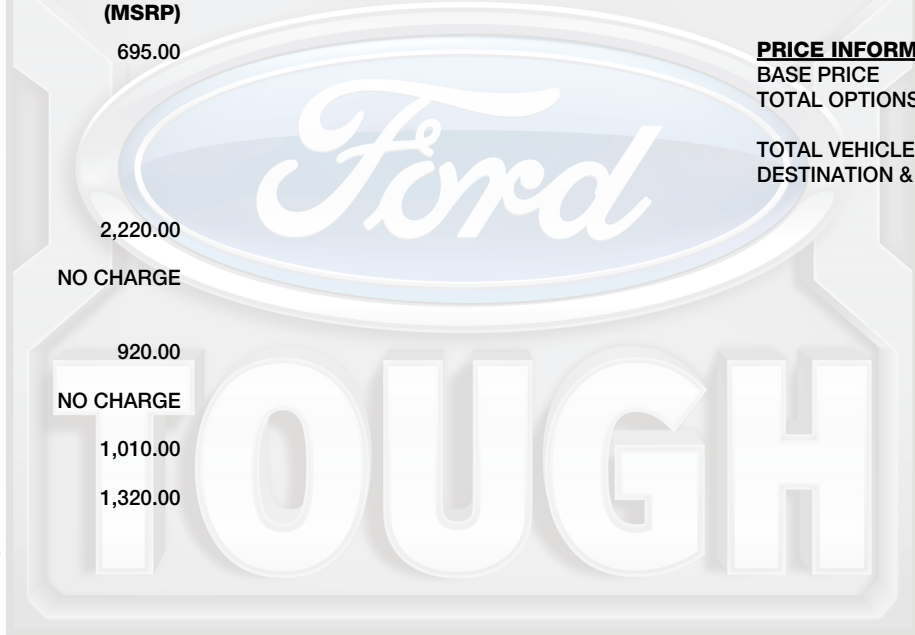 (MSRP)
695.00
2,220.00
NO CHARGE
920.00
NO CHARGE
1,010.00
1,320.00
PRICE INFORM
BASE PRICE
TOTAL OPTIONS
TOTAL VEHICLE
DESTINATION &
Ford
TOUGH